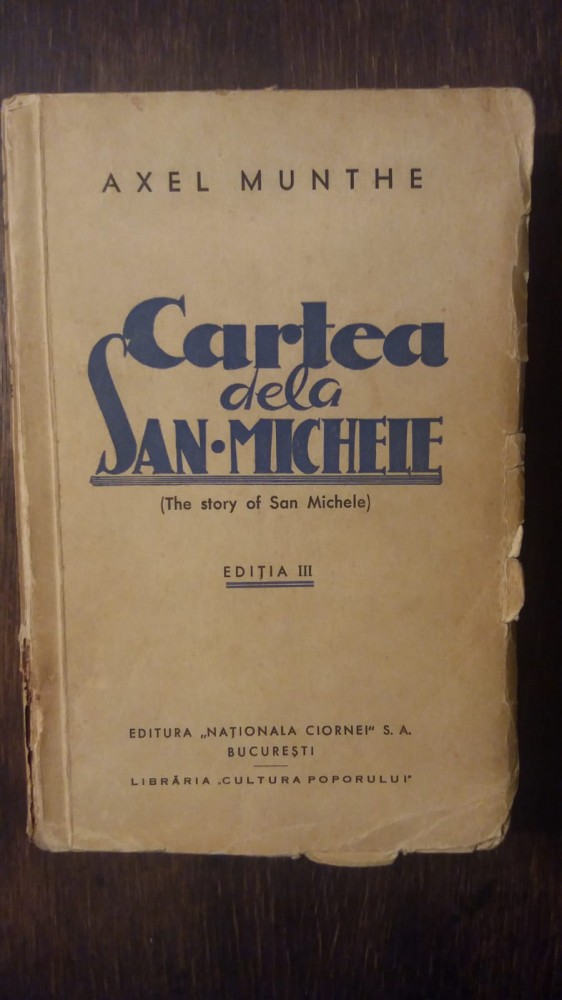 AXEL MUNTHE
Cartea
dela
SAN·MICHELE
(The story of San Michele)
EDIȚIA III
EDITURA „NAȚIONALA CIORNEI" S. A.
BUCUREȘTI
LIBRĂRIA „CULTURA POPORULUI"